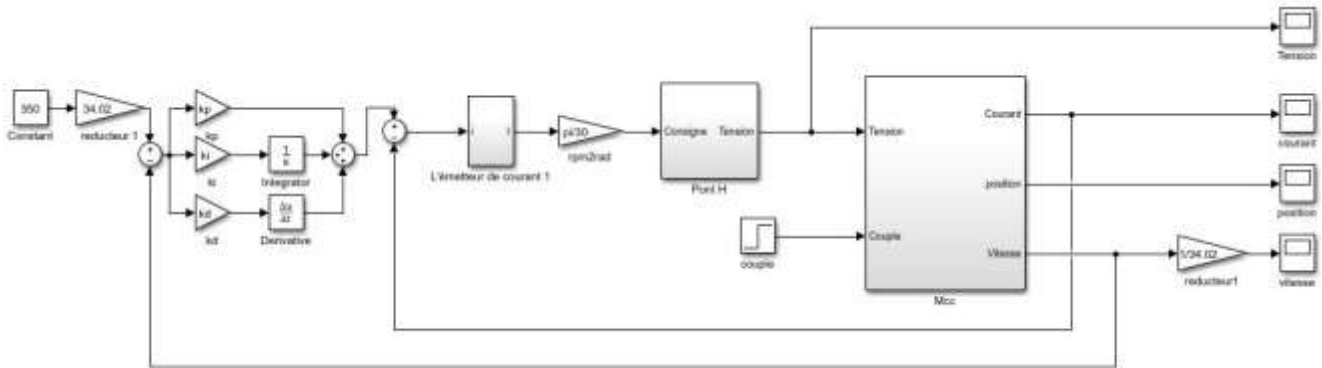 Tension
350
Constant
34.02
reducteur 1
kp
kp
ki
ki
1
s
Integrator
kd
kd
Δu
Δt
Derivative
L'émetteur de courant 1
pi/30
rpm2rad
Consigne
Tension
Pont H
couple
Tension
Couple
Courant
position
Vitesse
Mcc
courant
position
1/34.02
reducteur1
vitesse